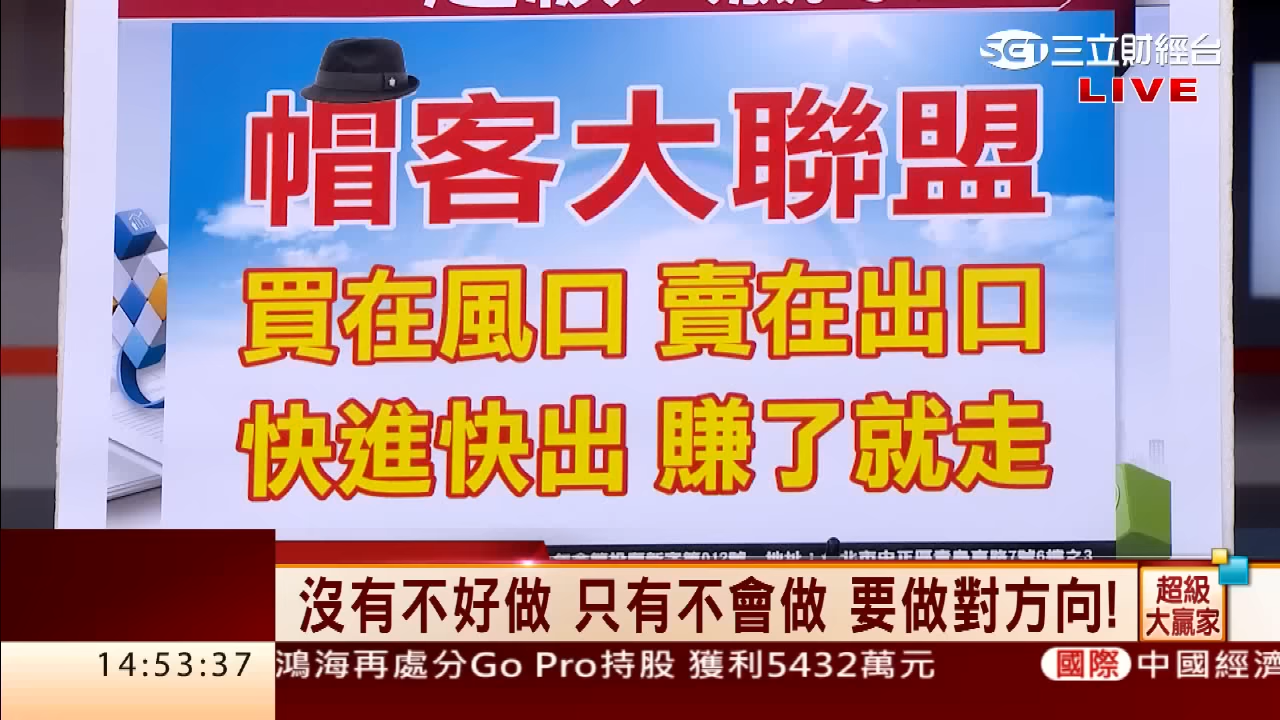 SGT三立財經台
LIVE
帽客大聯盟
買在風口 賣在出口
快進快出 賺了就走
沒有不好做 只有不會做 要做對方向!
超級
大贏家
14:53:37
鴻海再處分Go Pro持股 獲利5432萬元
國際 中國經濟